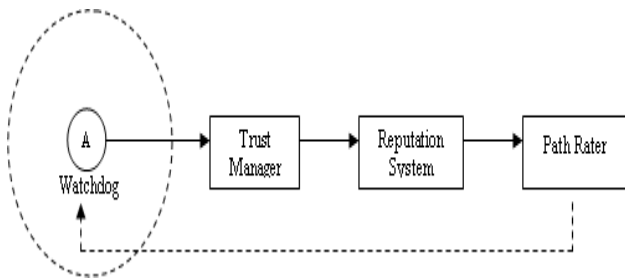 A
Watchdog
Trust
Manager
Reputation
System
Path Rater